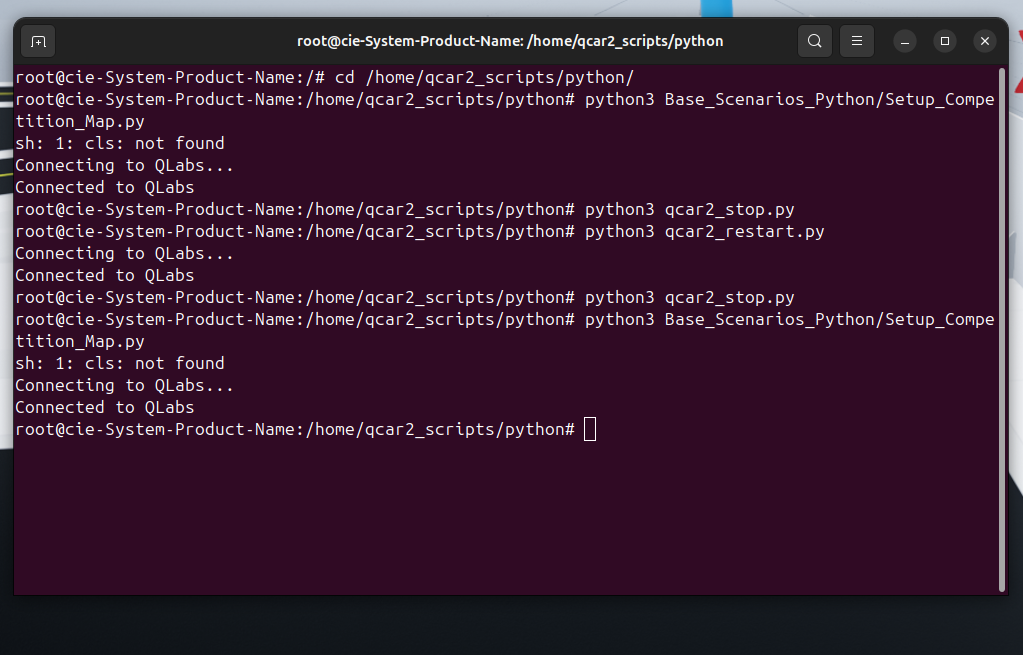 root@cie-System-Product-Name: /home/qcar2_scripts/python
root@cie-System-Product-Name:/# cd /home/qcar2_scripts/python/
root@cie-System-Product-Name:/home/qcar2_scripts/python# python3 Base_Scenarios_Python/Setup_Compe
tition_Map.py
sh: 1: cls: not found
Connecting to QLabs...
Connected to QLabs
root@cie-System-Product-Name:/home/qcar2_scripts/python# python3 qcar2_stop.py
root@cie-System-Product-Name:/home/qcar2_scripts/python# python3 qcar2_restart.py
Connecting to QLabs...
Connected to QLabs
root@cie-System-Product-Name:/home/qcar2_scripts/python# python3 qcar2_stop.py
root@cie-System-Product-Name:/home/qcar2_scripts/python# python3 Base_Scenarios_Python/Setup_Compe
tition_Map.py
sh: 1: cls: not found
Connecting to QLabs...
Connected to QLabs
root@cie-System-Product-Name:/home/qcar2_scripts/python#